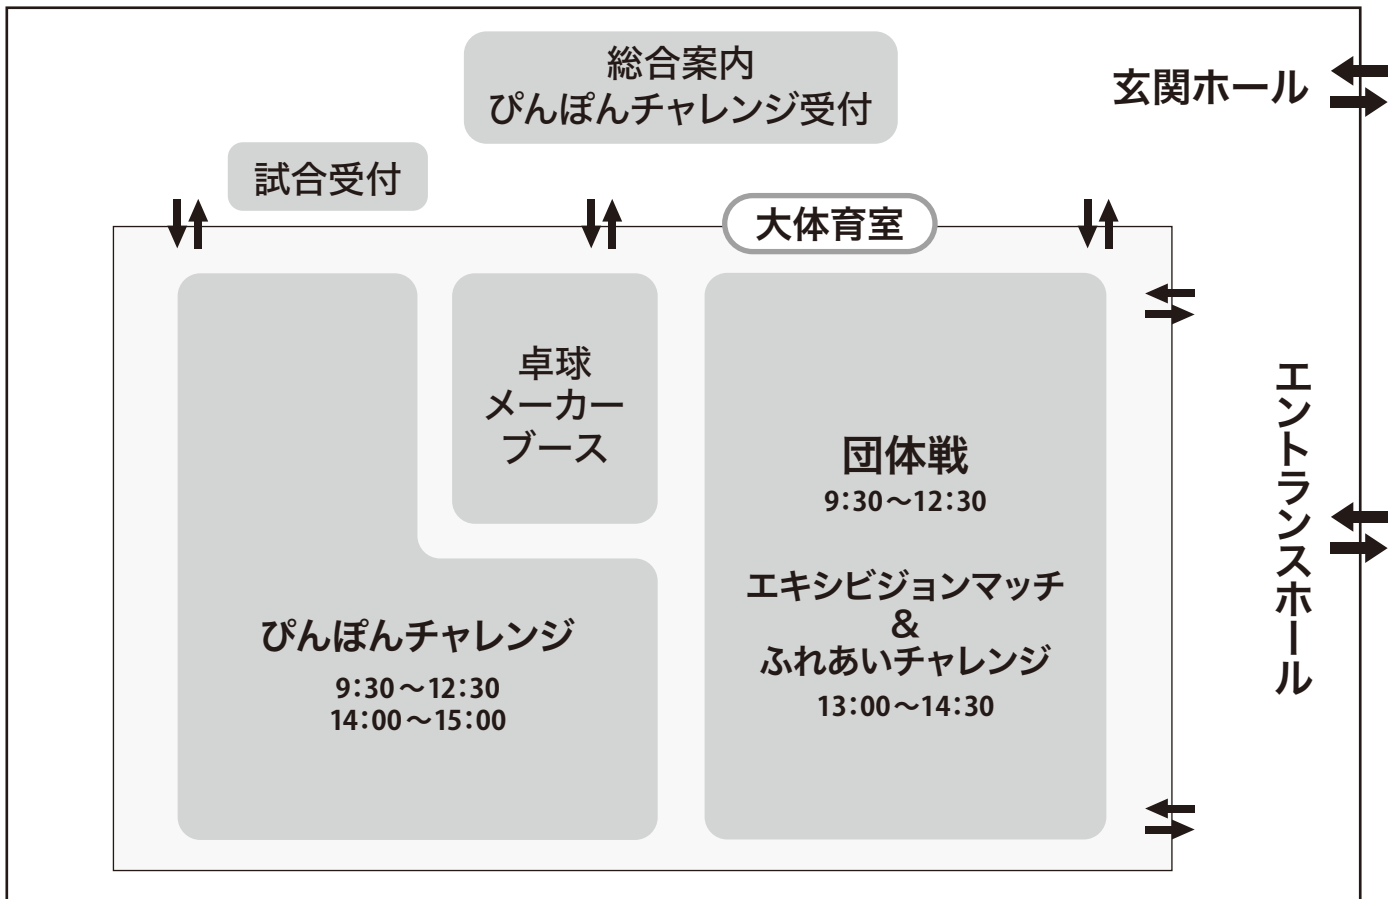 総合案内
ぴんぽんチャレンジ受付
玄関ホール
試合受付
大体育室
卓球
メーカー
ブース
団体戦
9:30～12:30
エキシビジョンマッチ
&
ふれあいチャレンジ
13:00～14:30
ぴんぽんチャレンジ
9:30～12:30
14:00～15:00
エントランスホール